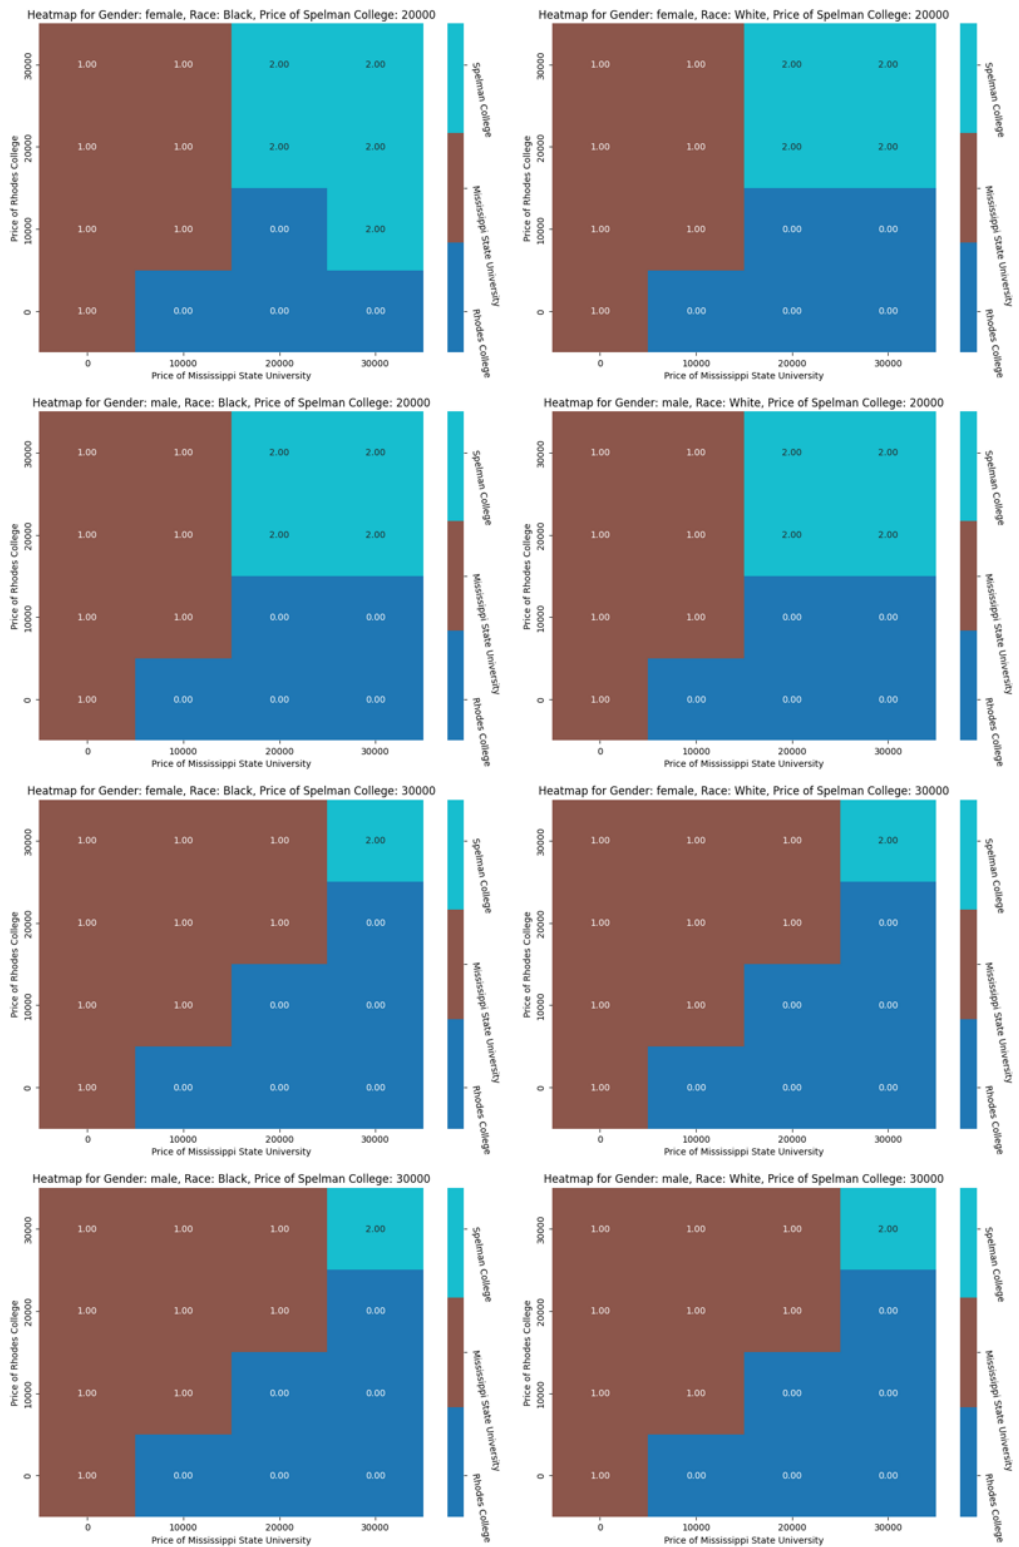 Heatmap for Gender: female, Race: Black, Price of Spelman College: 20000
Price of Rhodes College
30000
1.00 1.00 2.00 2.00
20000
1.00 1.00 2.00 2.00
10000
1.00 1.00 0.00 2.00
0
1.00 0.00 0.00 0.00
0 10000 20000 30000
Price of Mississippi State University
Spelman College
Mississippi State University
Rhodes College
Heatmap for Gender: female, Race: White, Price of Spelman College: 20000
Price of Rhodes College
30000
1.00 1.00 2.00 2.00
20000
1.00 1.00 2.00 2.00
10000
1.00 1.00 0.00 0.00
0
1.00 0.00 0.00 0.00
0 10000 20000 30000
Price of Mississippi State University
Spelman College
Mississippi State University
Rhodes College
Heatmap for Gender: male, Race: Black, Price of Spelman College: 20000
Price of Rhodes College
30000
1.00 1.00 2.00 2.00
20000
1.00 1.00 2.00 2.00
10000
1.00 1.00 0.00 0.00
0
1.00 0.00 0.00 0.00
0 10000 20000 30000
Price of Mississippi State University
Spelman College
Mississippi State University
Rhodes College
Heatmap for Gender: male, Race: White, Price of Spelman College: 20000
Price of Rhodes College
30000
1.00 1.00 2.00 2.00
20000
1.00 1.00 2.00 2.00
10000
1.00 1.00 0.00 0.00
0
1.00 0.00 0.00 0.00
0 10000 20000 30000
Price of Mississippi State University
Spelman College
Mississippi State University
Rhodes College
Heatmap for Gender: female, Race: Black, Price of Spelman College: 30000
Price of Rhodes College
30000
1.00 1.00 1.00 2.00
20000
1.00 1.00 1.00 0.00
10000
1.00 1.00 0.00 0.00
0
1.00 0.00 0.00 0.00
0 10000 20000 30000
Price of Mississippi State University
Spelman College
Mississippi State University
Rhodes College
Heatmap for Gender: female, Race: White, Price of Spelman College: 30000
Price of Rhodes College
30000
1.00 1.00 1.00 2.00
20000
1.00 1.00 1.00 0.00
10000
1.00 1.00 0.00 0.00
0
1.00 0.00 0.00 0.00
0 10000 20000 30000
Price of Mississippi State University
Spelman College
Mississippi State University
Rhodes College
Heatmap for Gender: male, Race: Black, Price of Spelman College: 30000
Price of Rhodes College
30000
1.00 1.00 1.00 2.00
20000
1.00 1.00 1.00 0.00
10000
1.00 1.00 0.00 0.00
0
1.00 0.00 0.00 0.00
0 10000 20000 30000
Price of Mississippi State University
Spelman College
Mississippi State University
Rhodes College
Heatmap for Gender: male, Race: White, Price of Spelman College: 30000
Price of Rhodes College
30000
1.00 1.00 1.00 2.00
20000
1.00 1.00 1.00 0.00
10000
1.00 1.00 0.00 0.00
0
1.00 0.00 0.00 0.00
0 10000 20000 30000
Price of Mississippi State University
Spelman College
Mississippi State University
Rhodes College